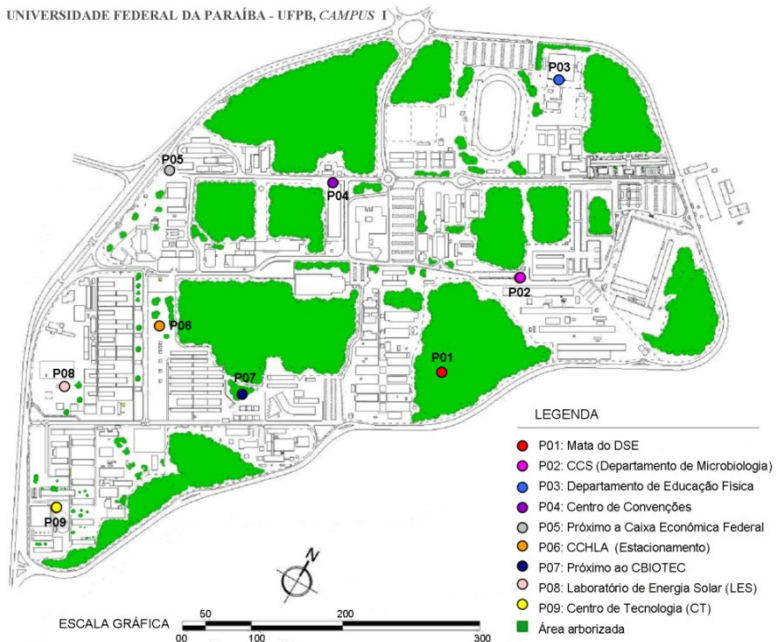 UNIVERSIDADE FEDERAL DA PARAÍBA - UFPB, CAMPUS I
P03
P05
P04
P02
P06
P01
P08
P07
P09
LEGENDA
P01: Mata do DSE
P02: CCS (Departamento de Microbiologia)
P03: Departamento de Educação Física
P04: Centro de Convenções
P05: Próximo a Caixa Econômica Federal
P06: CCHLA (Estacionamento)
P07: Próximo ao CBIOTEC
P08: Laboratório de Energia Solar (LES)
P09: Centro de Tecnologia (CT)
Área arborizada
N
ESCALA GRÁFICA
50 200
00 100 300